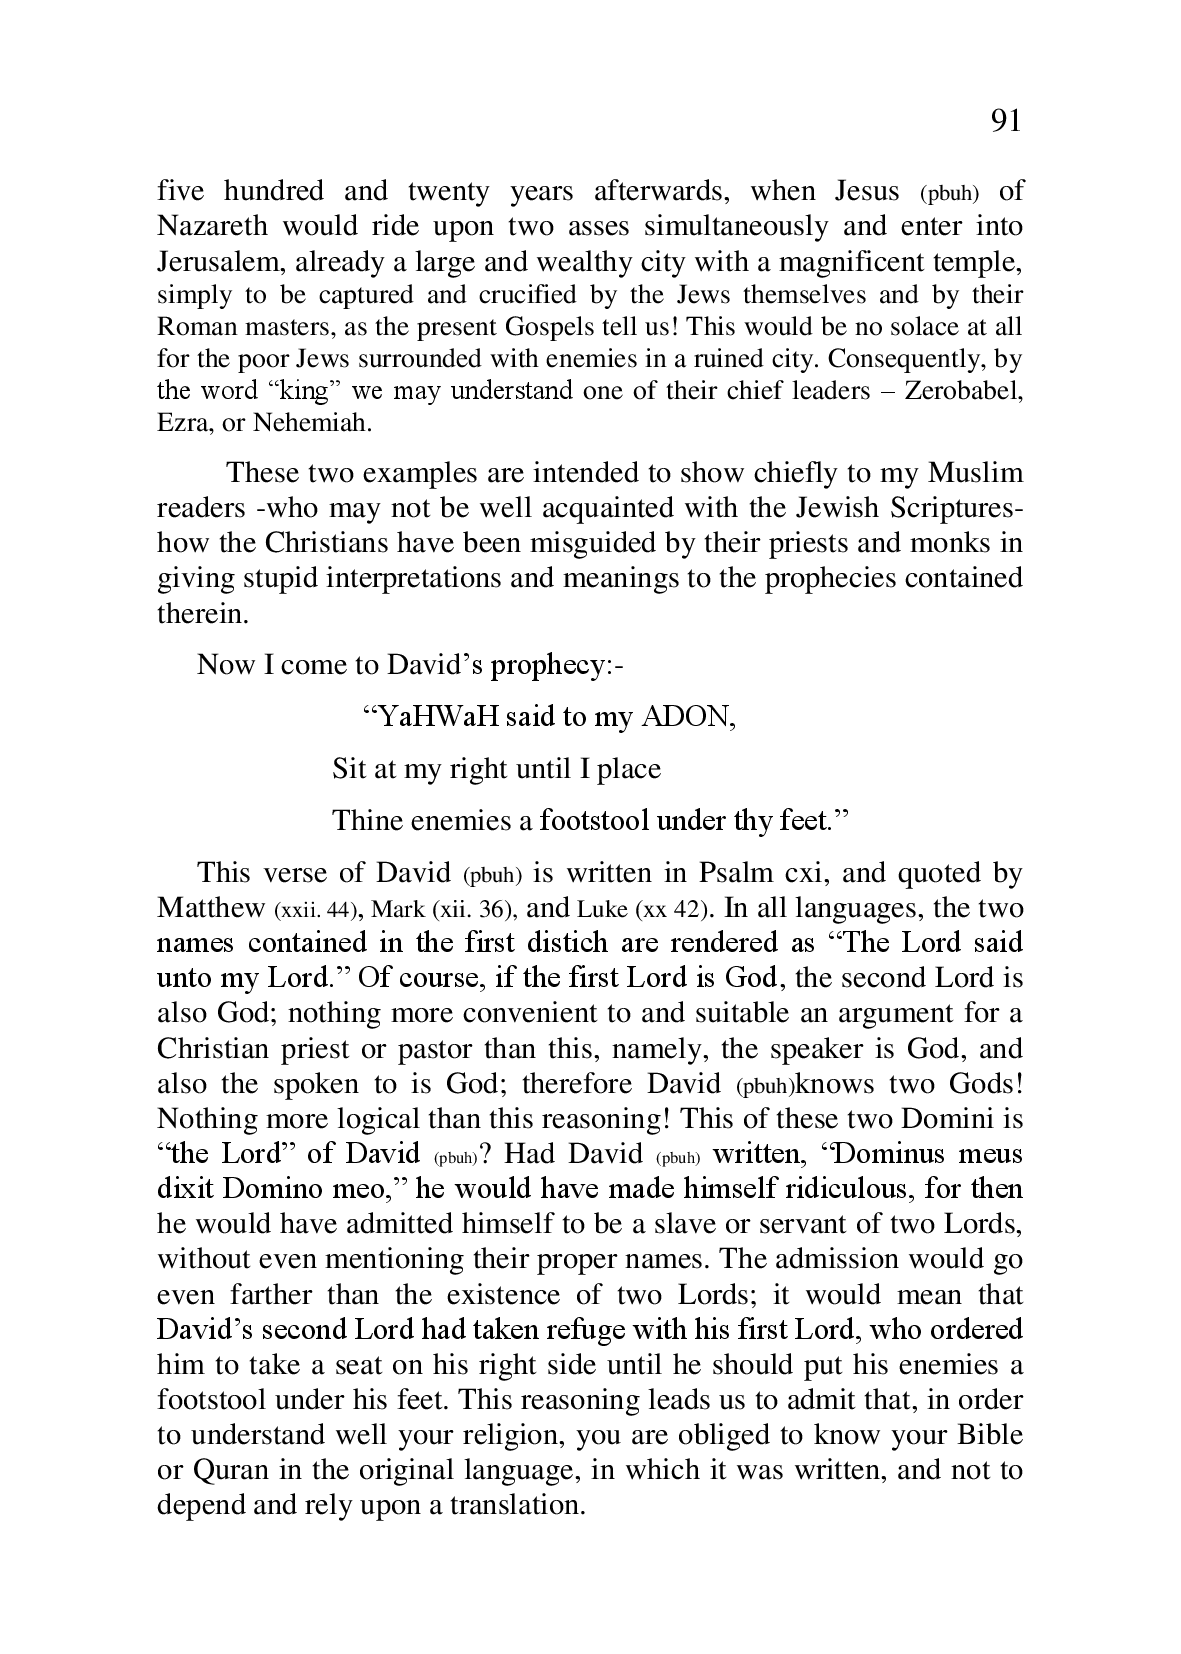 91
five hundred and twenty years afterwards, when Jesus (pbuh) of
Nazareth would ride upon two asses simultaneously and enter into
Jerusalem, already a large and wealthy city with a magnificent temple,
simply to be captured and crucified by the Jews themselves and by their
Roman masters, as the present Gospels tell us! This would be no solace at all
for the poor Jews surrounded with enemies in a ruined city. Consequently, by
the word “king” we may understand one of their chief leaders – Zerobabel,
Ezra, or Nehemiah.
These two examples are intended to show chiefly to my Muslim
readers -who may not be well acquainted with the Jewish Scriptures-
how the Christians have been misguided by their priests and monks in
giving stupid interpretations and meanings to the prophecies contained
therein.
Now I come to David’s prophecy:-
“YaHWaH said to my ADON,
Sit at my right until I place
Thine enemies a footstool under thy feet.”
This verse of David (pbuh) is written in Psalm cxi, and quoted by
Matthew (xxii. 44), Mark (xii. 36), and Luke (xx 42). In all languages, the two
names contained in the first distich are rendered as “The Lord said
unto my Lord.” Of course, if the first Lord is God, the second Lord is
also God; nothing more convenient to and suitable an argument for a
Christian priest or pastor than this, namely, the speaker is God, and
also the spoken to is God; therefore David (pbuh)knows two Gods!
Nothing more logical than this reasoning! This of these two Domini is
“the Lord” of David (pbuh)? Had David (pbuh) written, “Dominus meus
dixit Domino meo,” he would have made himself ridiculous, for then
he would have admitted himself to be a slave or servant of two Lords,
without even mentioning their proper names. The admission would go
even farther than the existence of two Lords; it would mean that
David’s second Lord had taken refuge with his first Lord, who ordered
him to take a seat on his right side until he should put his enemies a
footstool under his feet. This reasoning leads us to admit that, in order
to understand well your religion, you are obliged to know your Bible
or Quran in the original language, in which it was written, and not to
depend and rely upon a translation.